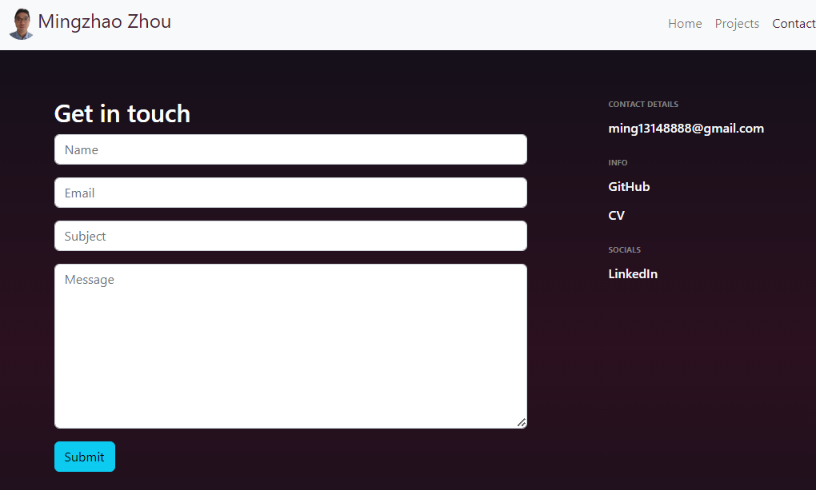 Mingzhao Zhou
Home Projects Contact
Get in touch
Name
Email
Subject
Message
Submit
CONTACT DETAILS
ming13148888@gmail.com
INFO
GitHub
CV
SOCIALS
LinkedIn